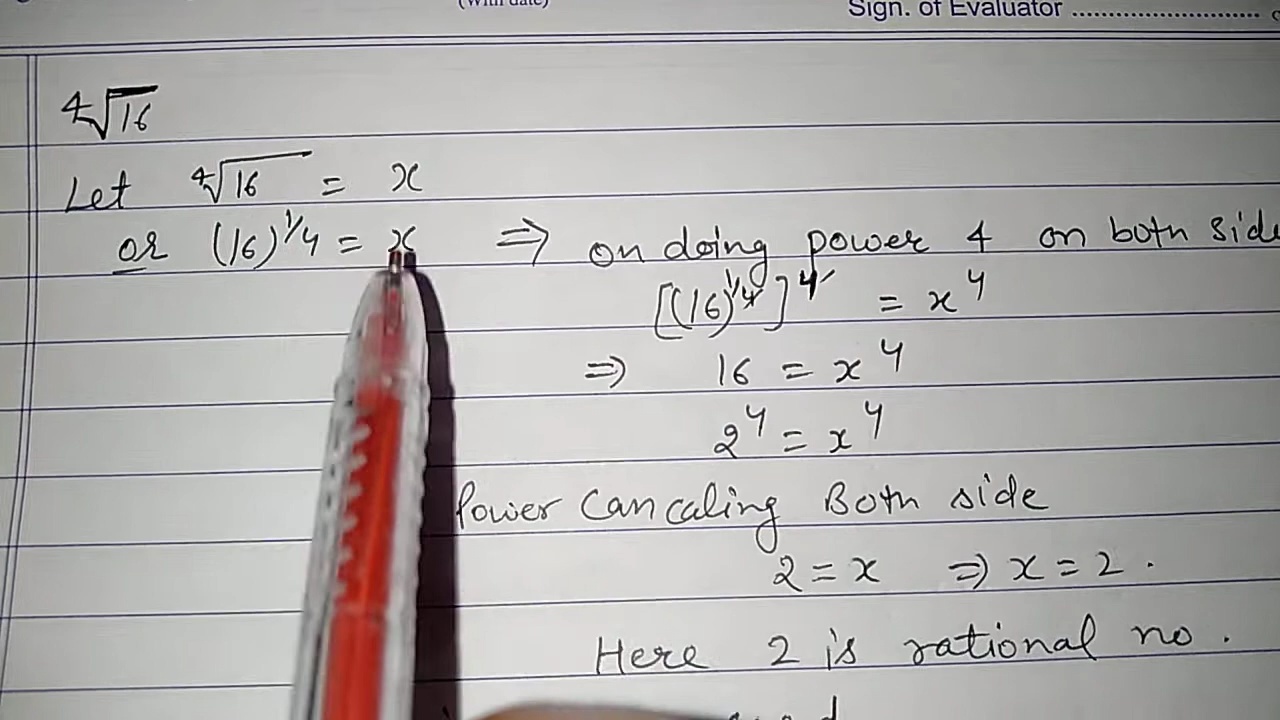 (With date)
Sign. of Evaluator ..............................
∜16
Let ∜16 = x
or (16)^1/4 = x ⇒ on doing power 4 on both side
[(16)^1/4]^4 = x^4
⇒ 16 = x^4
2^4 = x^4
Power Cancaling Both side
2 = x ⇒ x = 2 .
Here 2 is rational no .